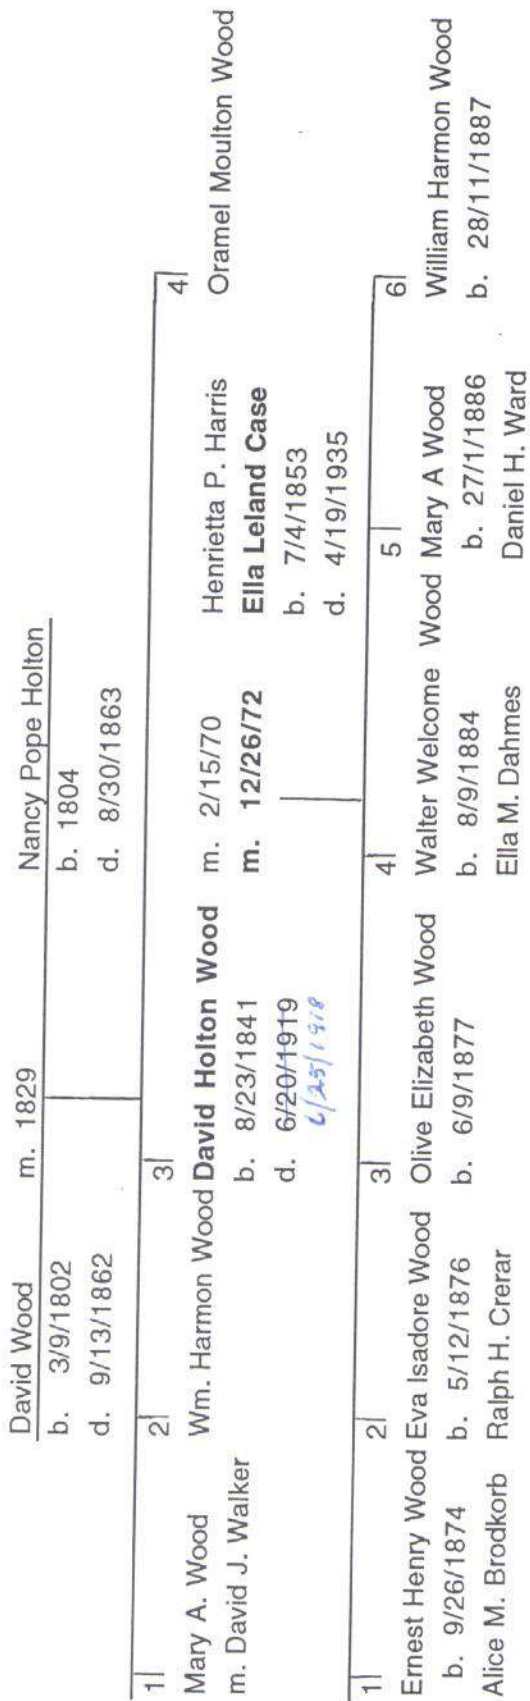 David Wood m. 1829 Nancy Pope Holton
b. 3/9/1802 b. 1804
d. 9/13/1862 d. 8/30/1863
1 2 3 4
Mary A. Wood Wm. Harmon Wood David Holton Wood m. 2/15/70 Henrietta P. Harris Oramel Moulton Wood
m. David J. Walker b. 8/23/1841 m. 12/26/72 Ella Leland Case
d. 6/20/1919 b. 7/4/1853
6/25/1918 d. 4/19/1935
1 2 3 4 5 6
Ernest Henry Wood Eva Isadore Wood Olive Elizabeth Wood Walter Welcome Wood Mary A Wood William Harmon Wood
b. 9/26/1874 b. 5/12/1876 b. 6/9/1877 b. 8/9/1884 b. 27/1/1886 b. 28/11/1887
Alice M. Brodkorb Ralph H. Crerar Ella M. Dahmes Daniel H. Ward